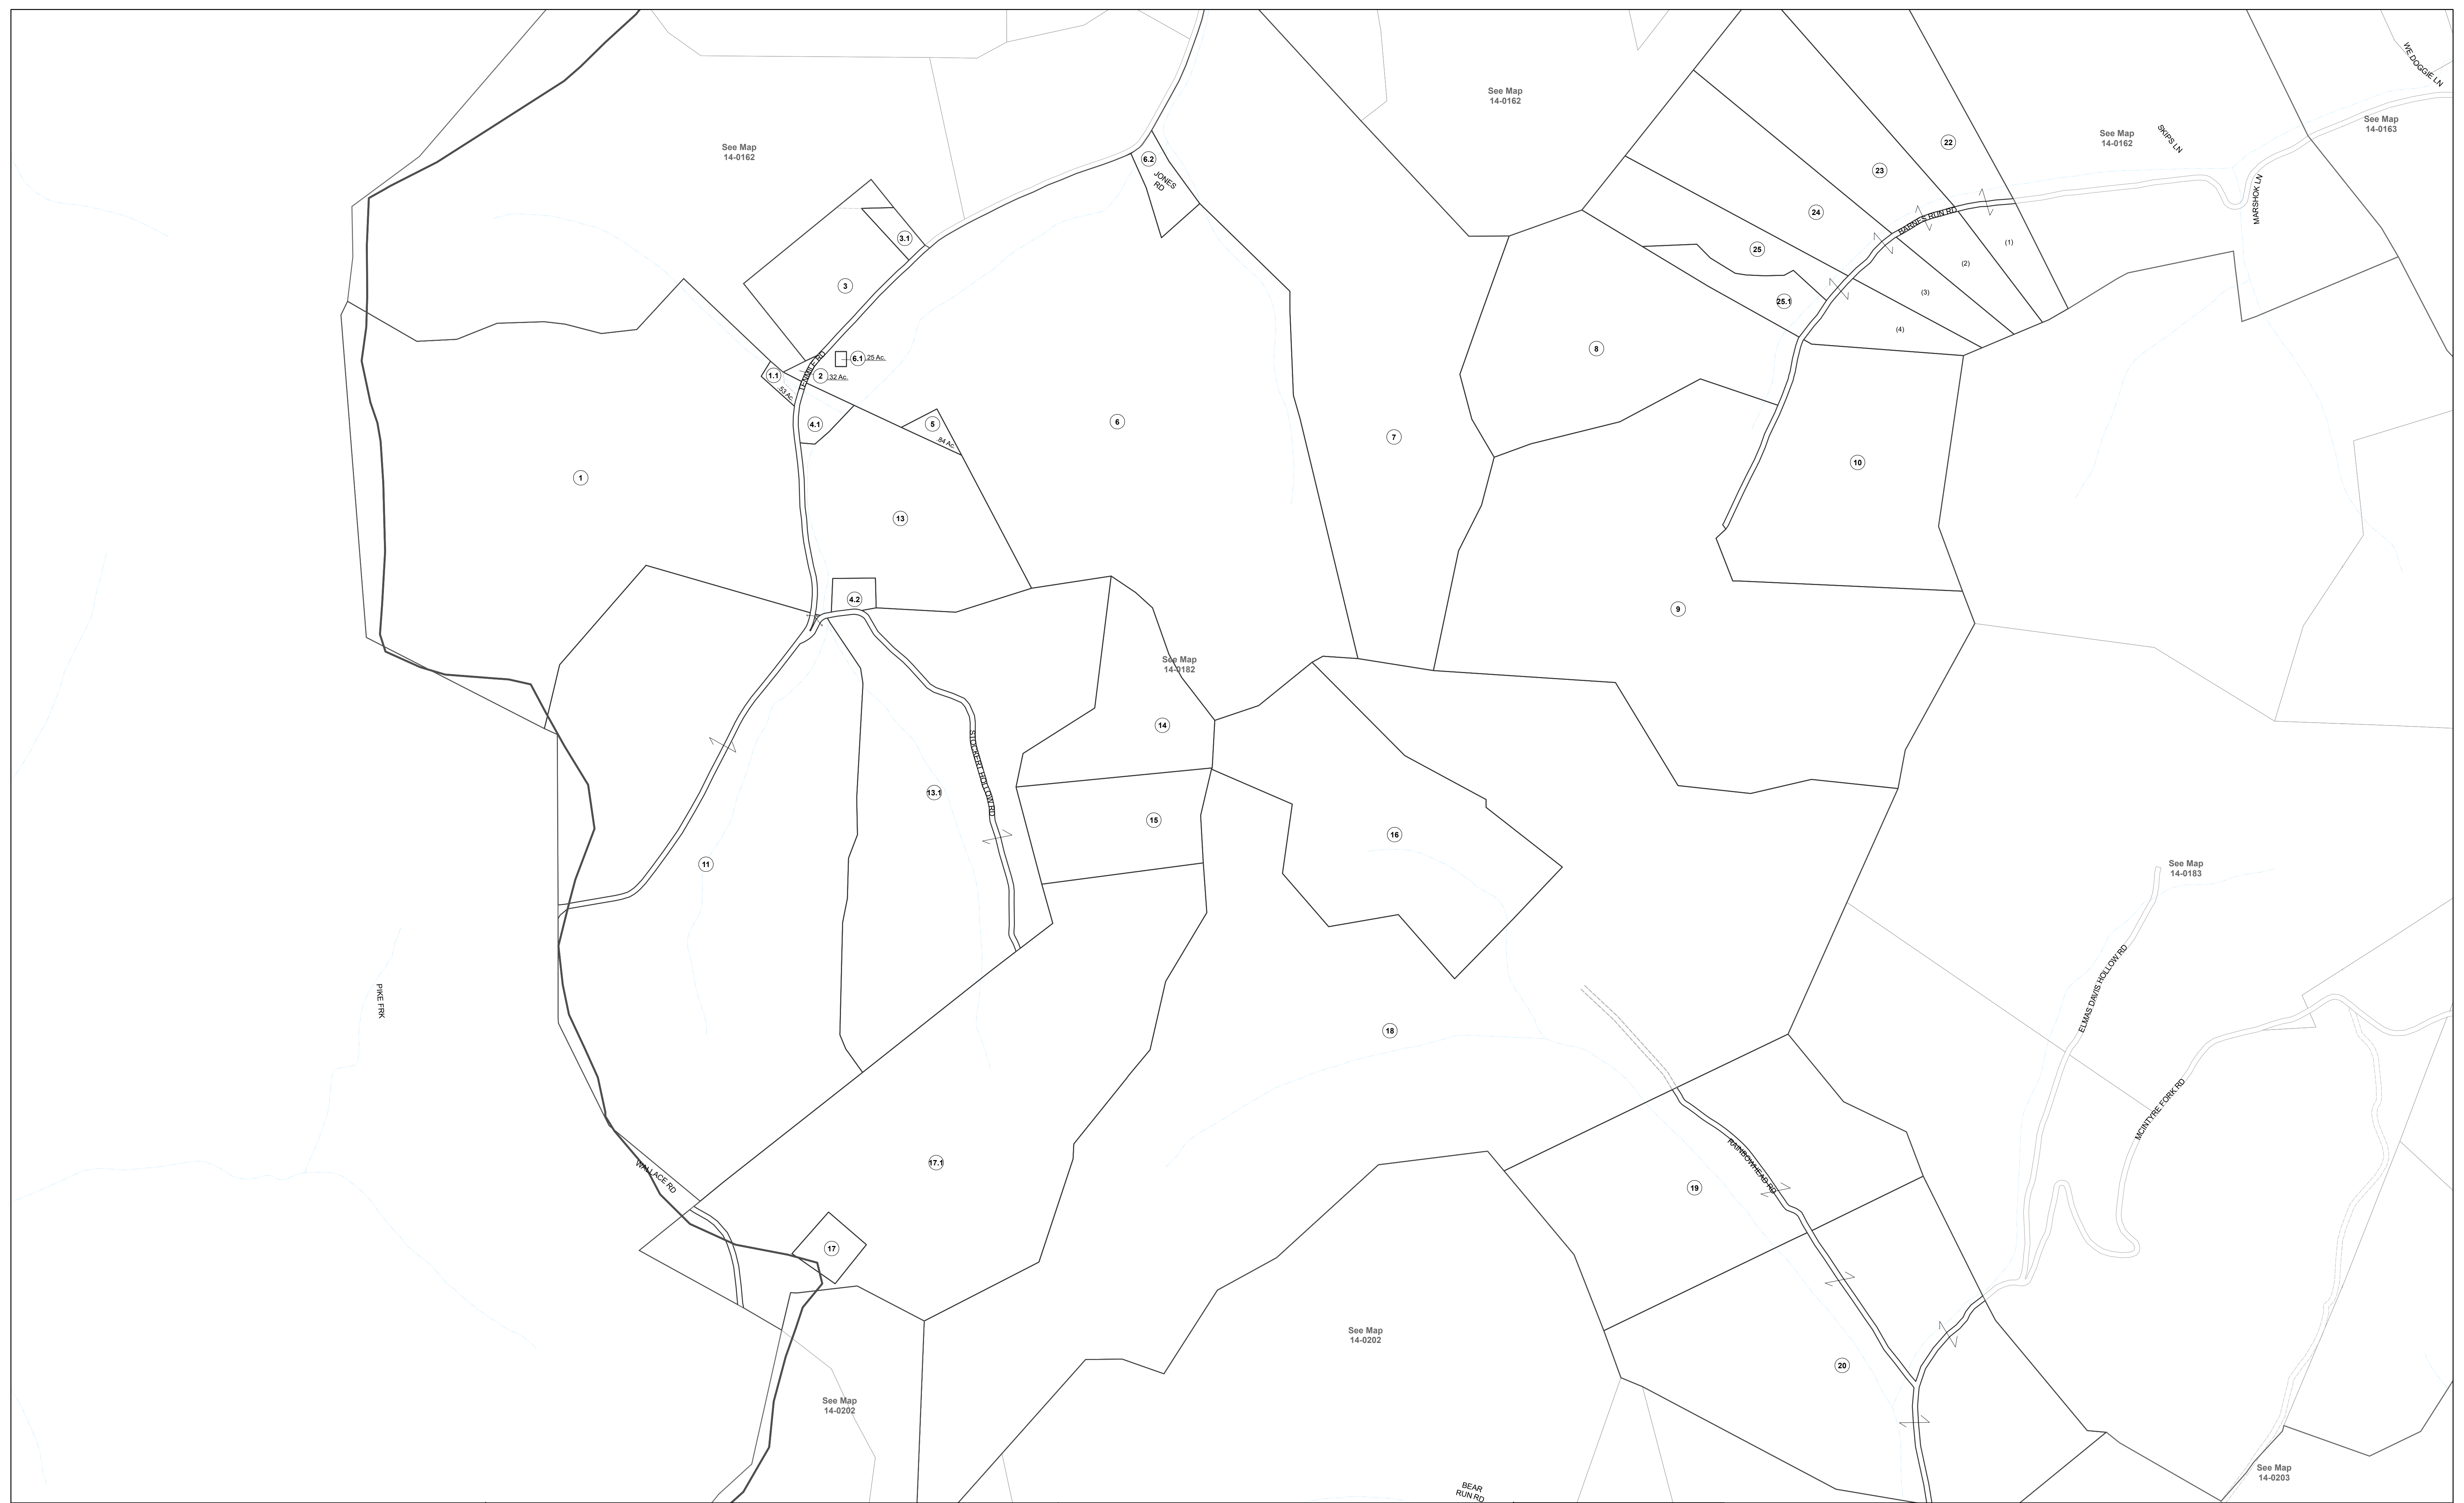 WE DOGGIE LN
See Map
14-0162
See Map
14-0163
See Map
14-0162
SKIPS LN
22
See Map
14-0162
6.2
23
JONES
RD
MARSHOK LN
24
BARNES RUN RD
3.1
(1)
25
(2)
3
(3)
25.1
(4)
8
6.1
.25 Ac.
TENMILE RD
1.1
2
.32 Ac.
.53 Ac.
4.1
5
.84 Ac.
6
7
10
1
13
4.2
9
See Map
14-0182
14
STOCKERT HOLLOW RD
13.1
15
16
11
See Map
14-0183
PIKE FRK
ELMAS DAVIS HOLLOW RD
18
MCINTYRE FORK RD
RAINBOWHEAD RD
17.1
WALLACE RD
19
17
See Map
14-0202
20
See Map
14-0202
See Map
14-0203
BEAR
RUN RD